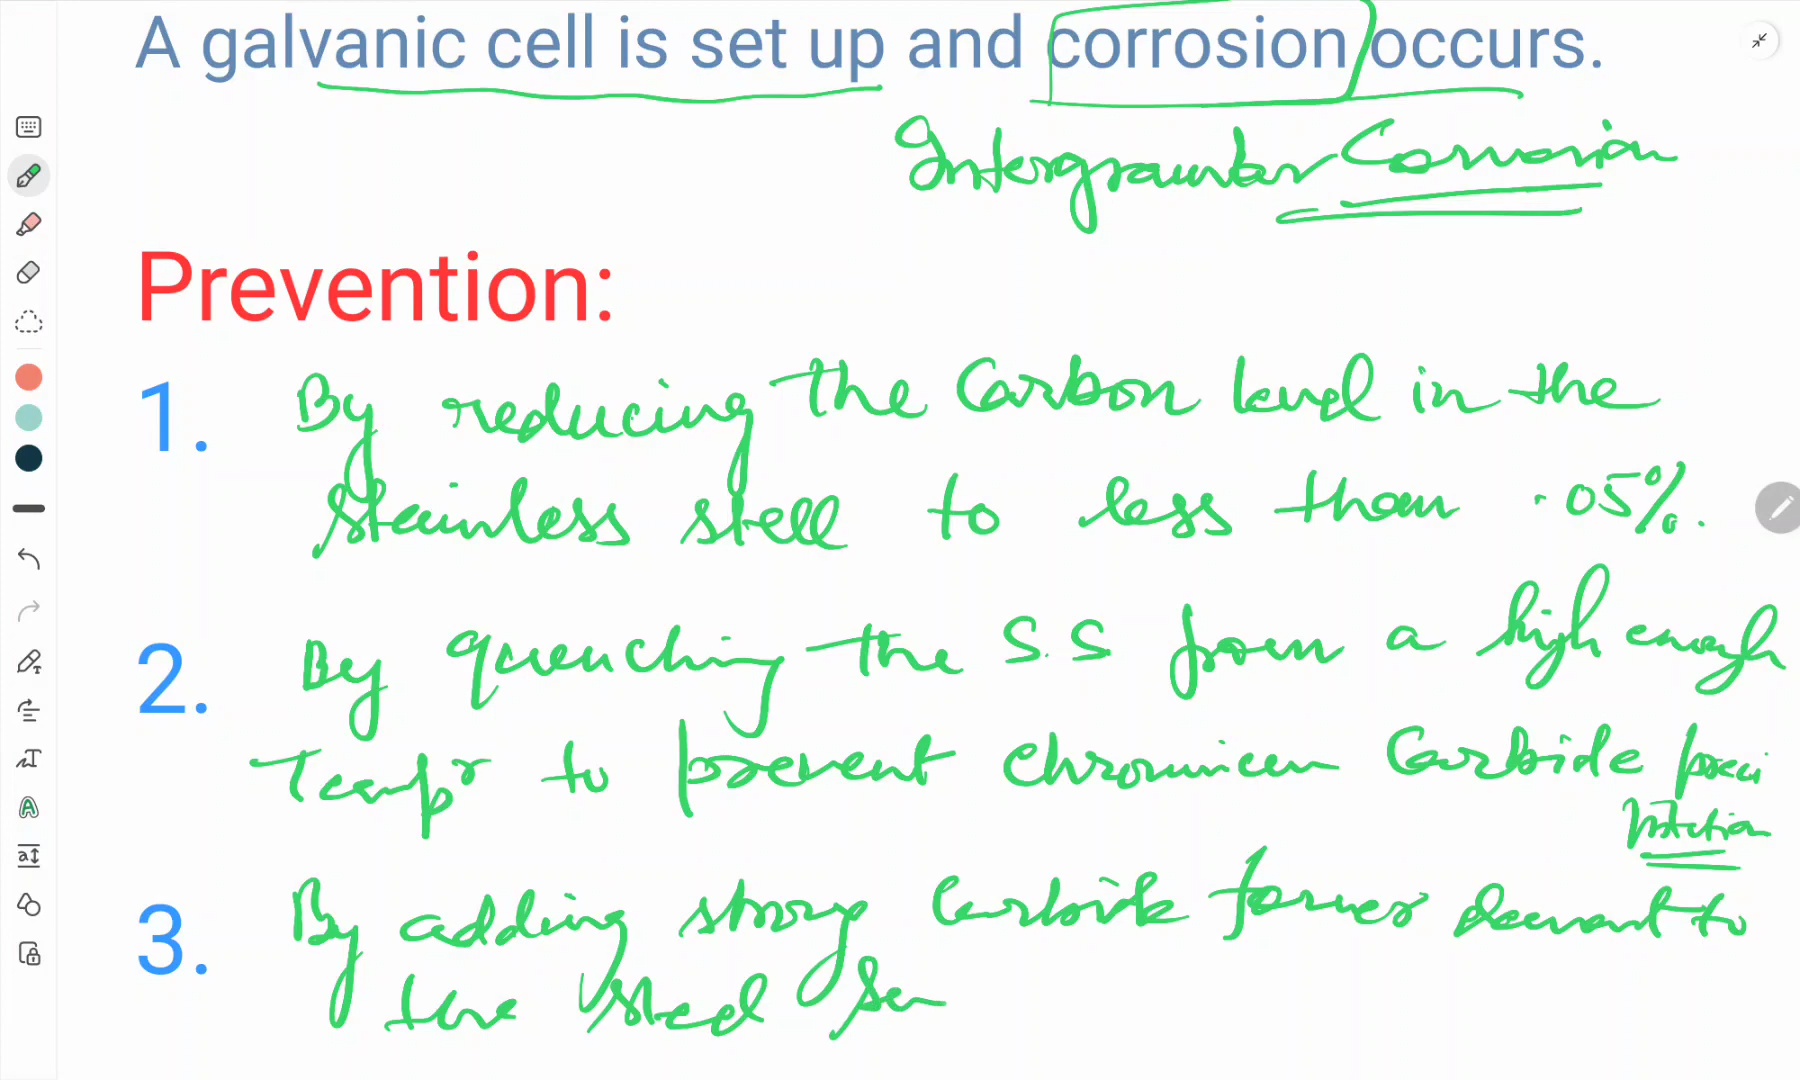 A galvanic cell is set up and corrosion occurs.
Intergranular Corrosion
Prevention:
1. By reducing the Carbon level in the
stainless stell to less than .05%.
2. By quenching the S.S from a high enough
Tempr to prevent chromium Carbide preci
pitation
3. By adding strong Carbide former element to
the steel